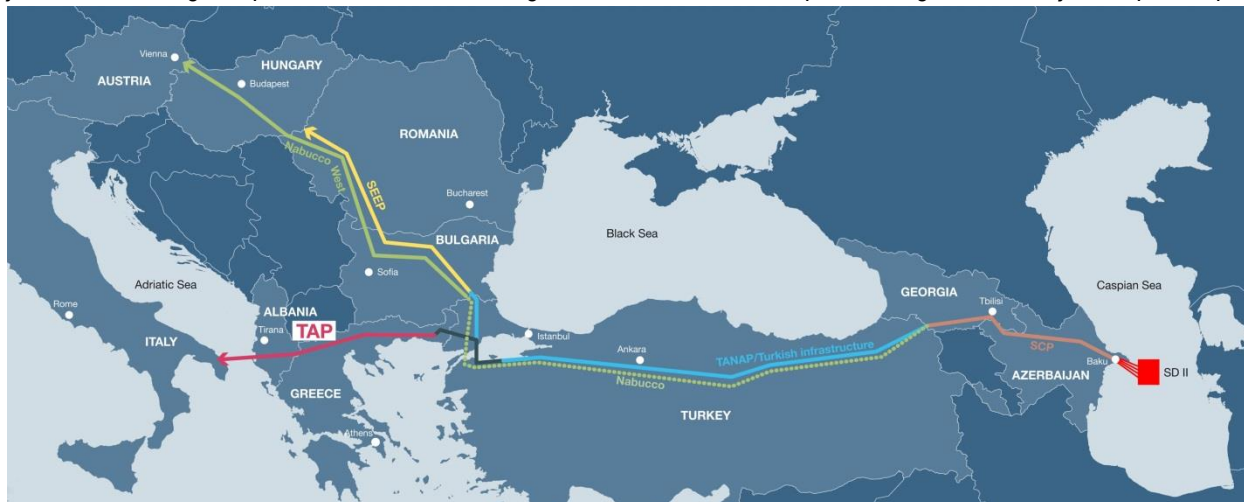 Vienna
AUSTRIA
HUNGARY
Budapest
ROMANIA
Nabucco West
SEEP
Bucharest
BULGARIA
Black Sea
Sofia
Adriatic Sea
Rome
ITALY
ALBANIA
Tirana
TAP
GREECE
Athens
Istanbul
Ankara
TANAP/Turkish infrastructure
Nabucco
TURKEY
GEORGIA
Tbilisi
SCP
AZERBAIJAN
Baku
Caspian Sea
SD II